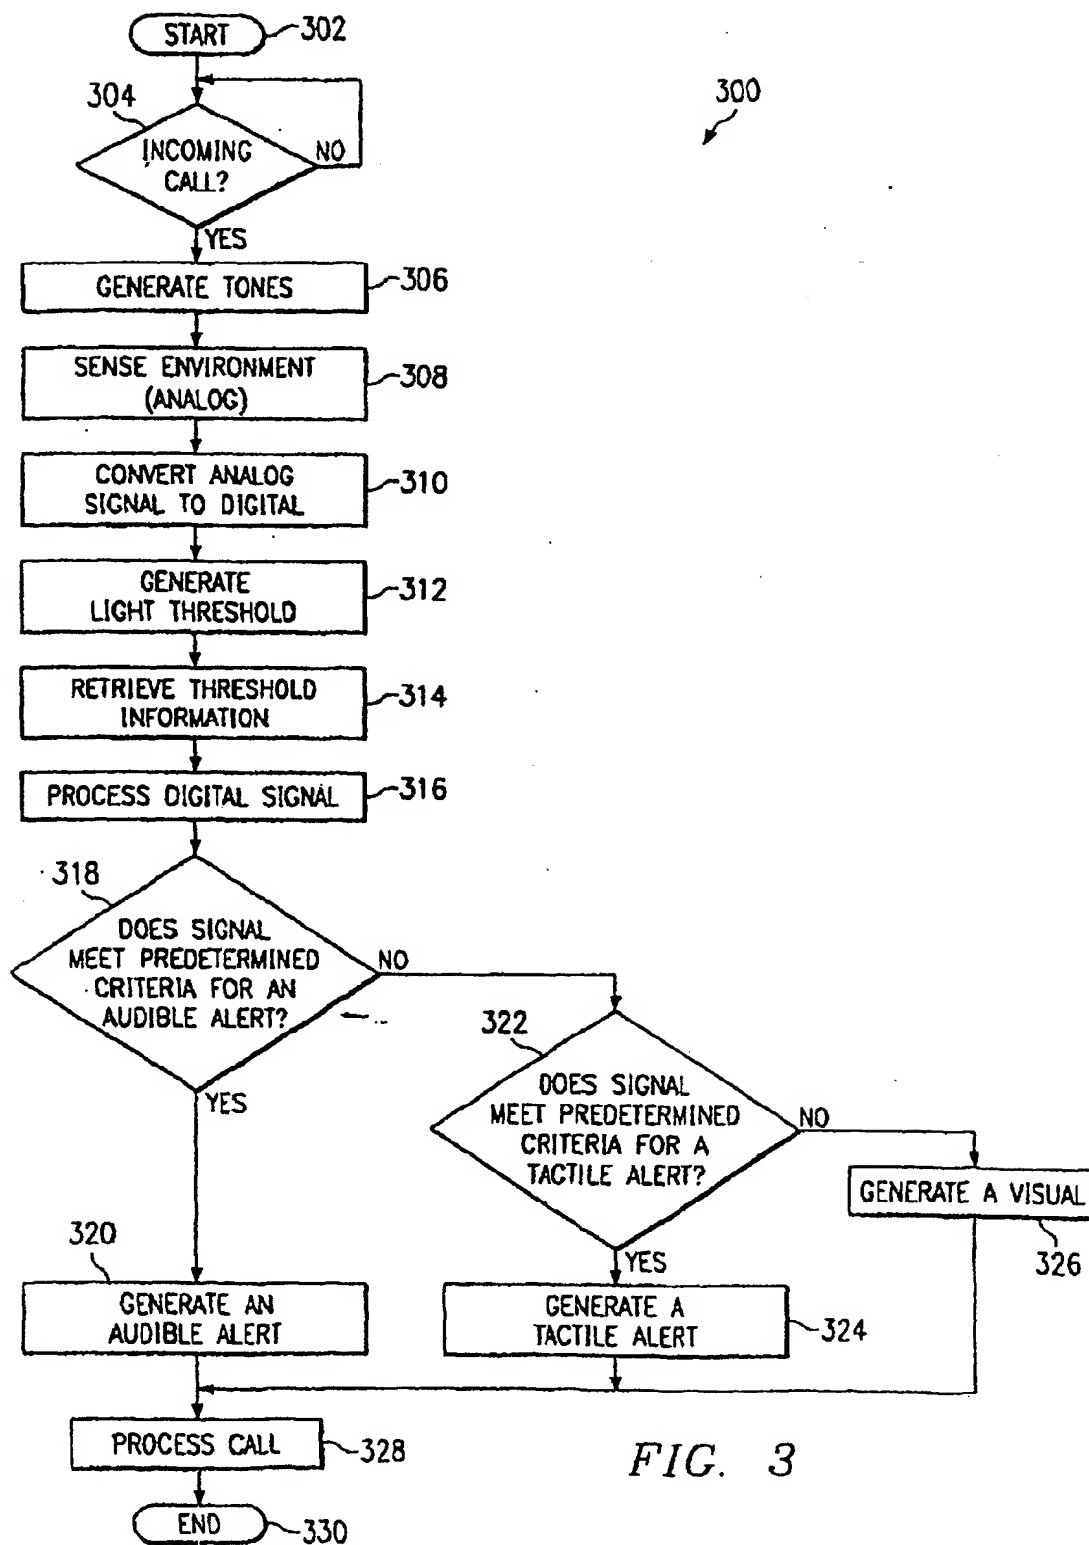 START
302
300
304
INCOMING
CALL?
NO
YES
GENERATE TONES
306
SENSE ENVIRONMENT
(ANALOG)
308
CONVERT ANALOG
SIGNAL TO DIGITAL
310
GENERATE
LIGHT THRESHOLD
312
RETRIEVE THRESHOLD
INFORMATION
314
PROCESS DIGITAL SIGNAL
316
318
DOES SIGNAL
MEET PREDETERMINED
CRITERIA FOR AN
AUDIBLE ALERT?
NO
YES
322
DOES SIGNAL
MEET PREDETERMINED
CRITERIA FOR A
TACTILE ALERT?
NO
YES
GENERATE A VISUAL
326
320
GENERATE AN
AUDIBLE ALERT
GENERATE A
TACTILE ALERT
324
PROCESS CALL
328
FIG. 3
END
330